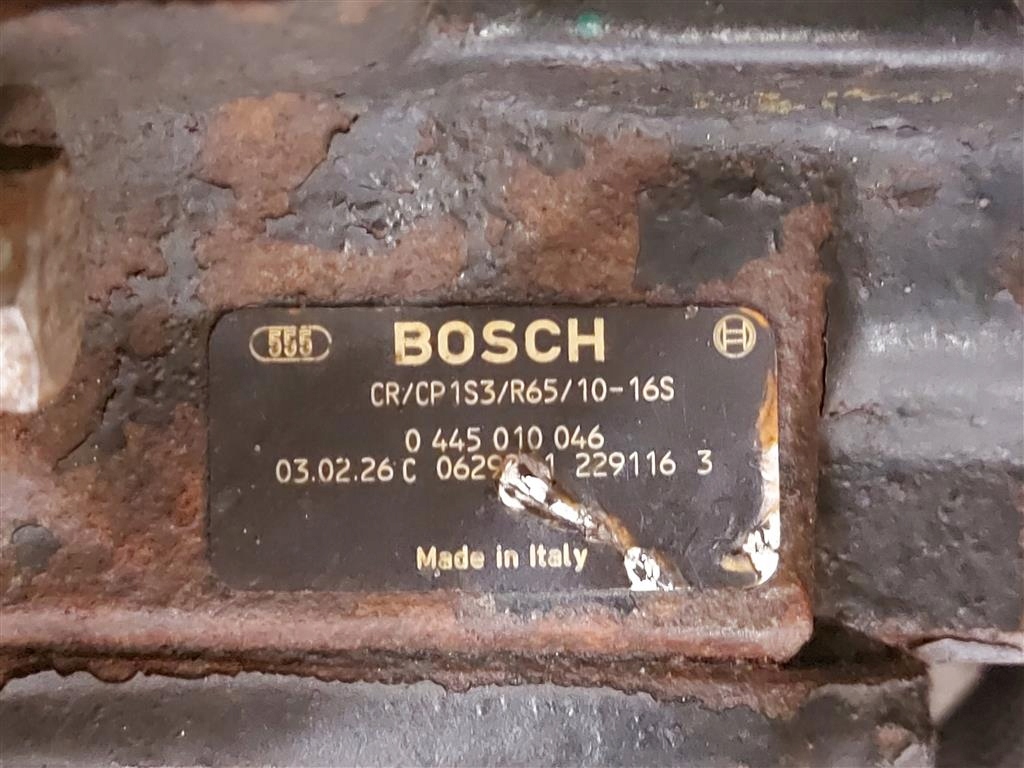 555 BOSCH
CR/CP1S3/R65/10-16S
0 445 010 046
03.02.26 C 229116 3
Made in Italy